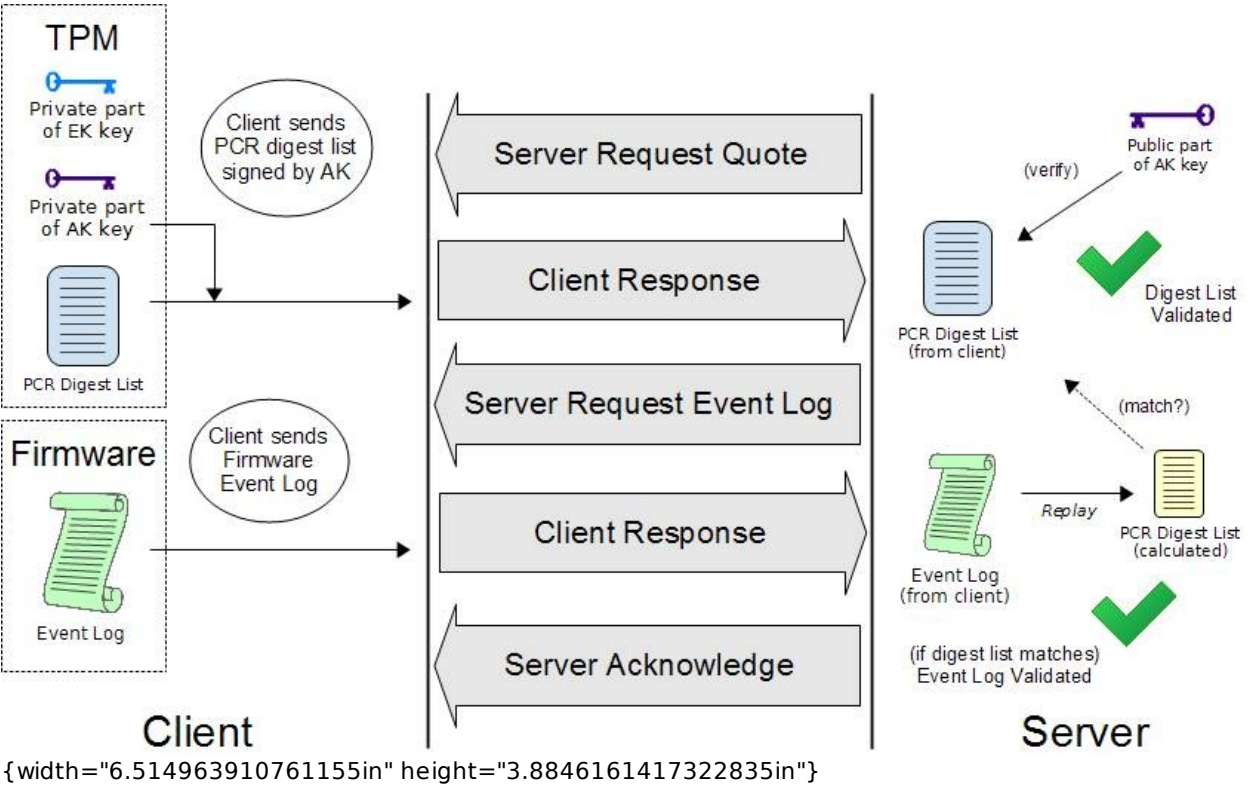 TPM
Private part
of EK key
Private part
of AK key
PCR Digest List
Client sends
PCR digest list
signed by AK
Firmware
Event Log
Client sends
Firmware
Event Log
Client
Server Request Quote
Client Response
Server Request Event Log
Client Response
Server Acknowledge
Public part
of AK key
(verify)
PCR Digest List
(from client)
Digest List
Validated
(match?)
Replay
PCR Digest List
(calculated)
Event Log
(from client)
(if digest list matches)
Event Log Validated
Server
{width="6.514963910761155in" height="3.8846161417322835in"}